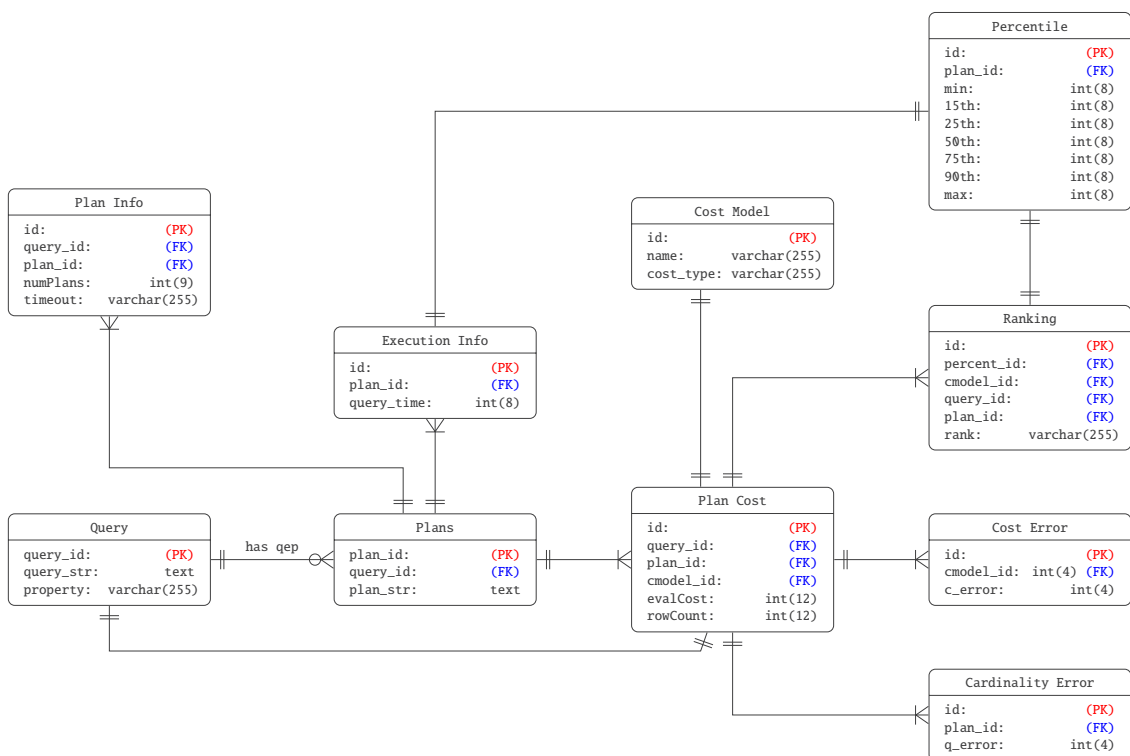 Percentile
id: (PK)
plan_id: (FK)
min: int(8)
15th: int(8)
25th: int(8)
50th: int(8)
75th: int(8)
90th: int(8)
max: int(8)
Plan Info
id: (PK)
query_id: (FK)
plan_id: (FK)
numPlans: int(9)
timeout: varchar(255)
Cost Model
id: (PK)
name: varchar(255)
cost_type: varchar(255)
Execution Info
id: (PK)
plan_id: (FK)
query_time: int(8)
Ranking
id: (PK)
percent_id: (FK)
cmodel_id: (FK)
query_id: (FK)
plan_id: (FK)
rank: varchar(255)
Query
query_id: (PK)
query_str: text
property: varchar(255)
has qep
Plans
plan_id: (PK)
query_id: (FK)
plan_str: text
Plan Cost
id: (PK)
query_id: (FK)
plan_id: (FK)
cmodel_id: (FK)
evalCost: int(12)
rowCount: int(12)
Cost Error
id: (PK)
cmodel_id: int(4) (FK)
c_error: int(4)
Cardinality Error
id: (PK)
plan_id: (FK)
q_error: int(4)